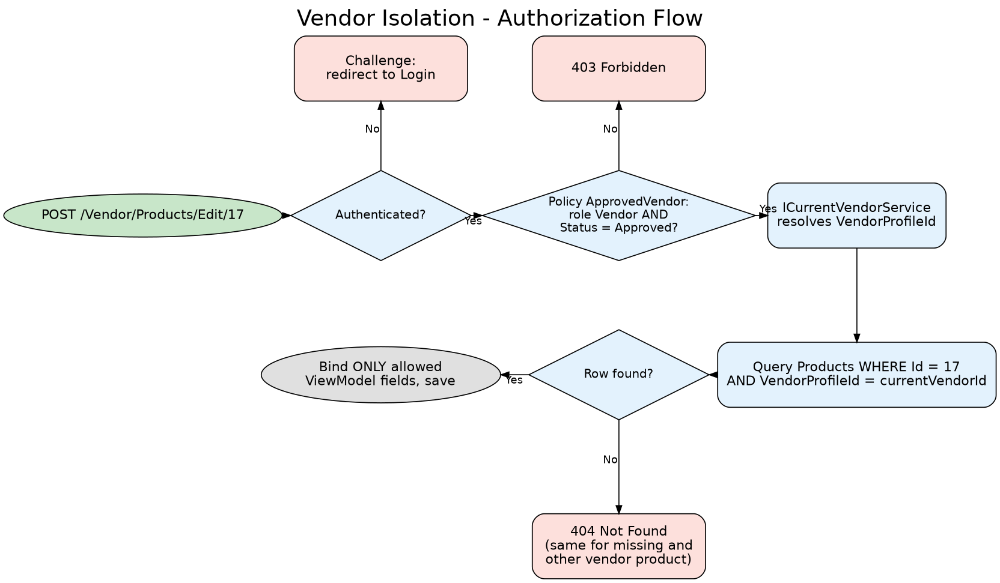 Vendor Isolation - Authorization Flow
Challenge:
redirect to Login
403 Forbidden
No
No
POST /Vendor/Products/Edit/17
Authenticated?
Yes
Policy ApprovedVendor:
role Vendor AND
Status = Approved?
Yes
ICurrentVendorService
resolves VendorProfileId
Query Products WHERE Id = 17
AND VendorProfileId = currentVendorId
Row found?
Yes
Bind ONLY allowed
ViewModel fields, save
No
404 Not Found
(same for missing and
other vendor product)